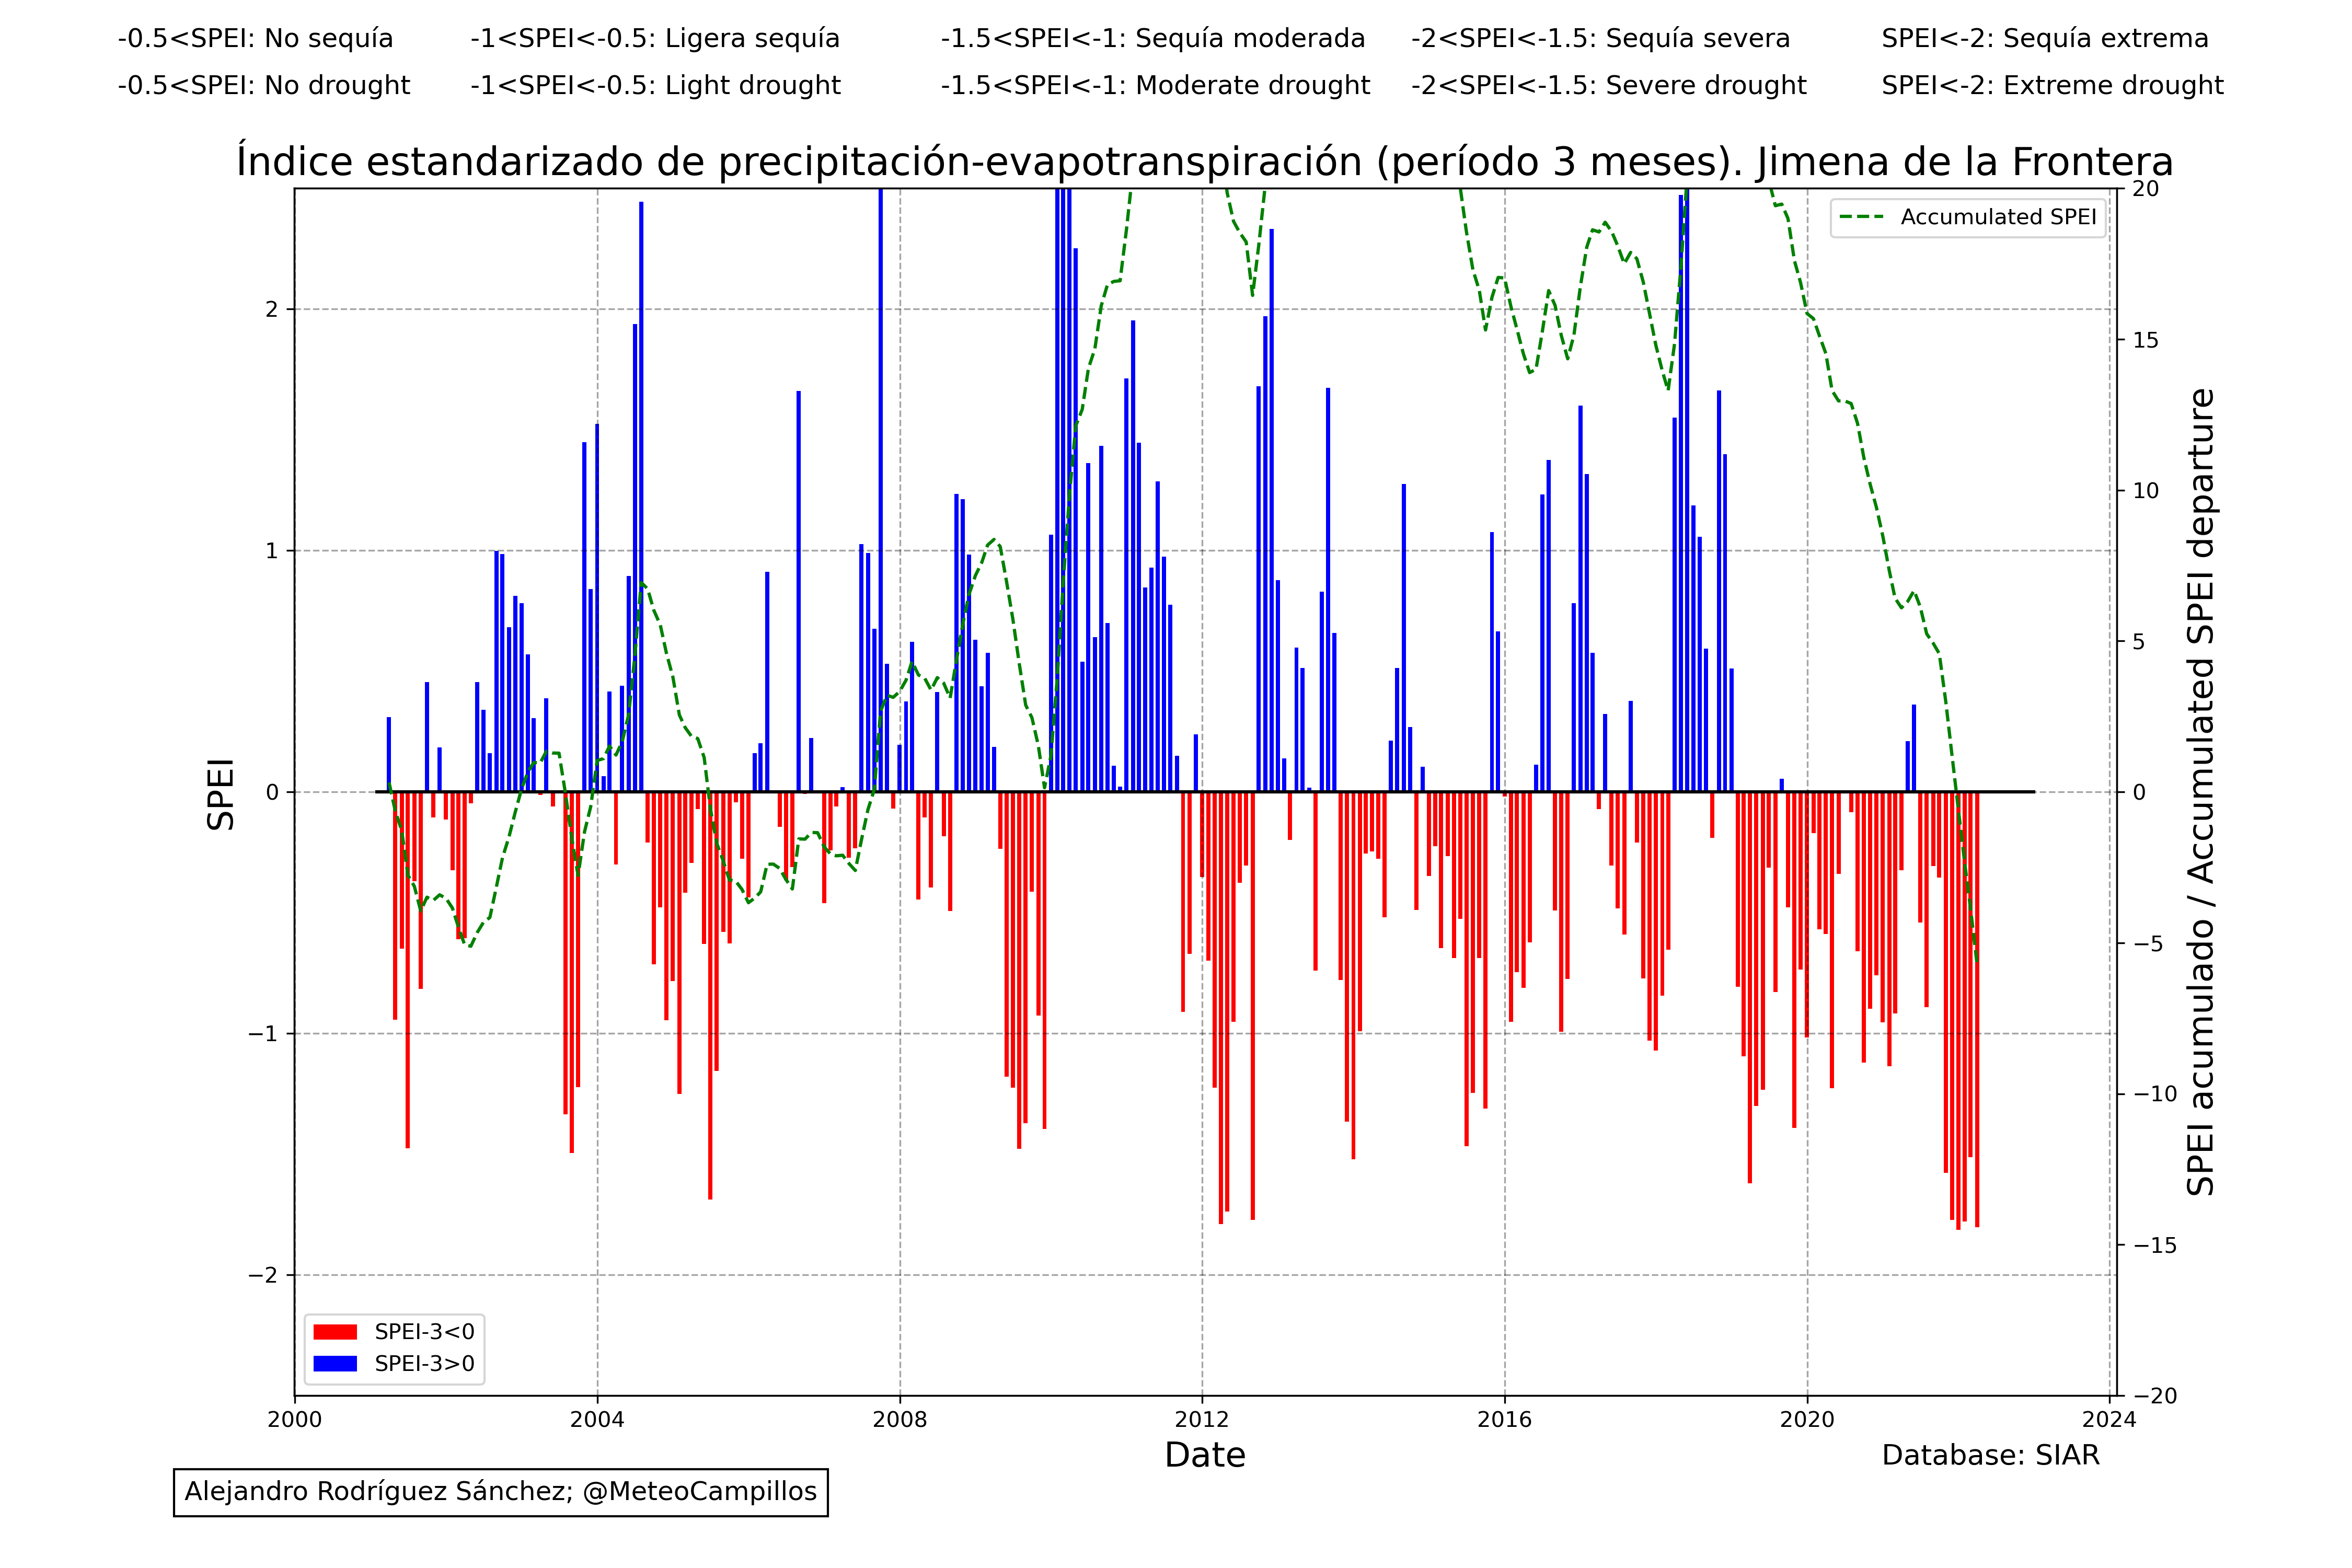 -0.5<SPEI: No sequía -1<SPEI<-0.5: Ligera sequía -1.5<SPEI<-1: Sequía moderada -2<SPEI<-1.5: Sequía severa SPEI<-2: Sequía extrema
-0.5<SPEI: No drought -1<SPEI<-0.5: Light drought -1.5<SPEI<-1: Moderate drought -2<SPEI<-1.5: Severe drought SPEI<-2: Extreme drought
Índice estandarizado de precipitación-evapotranspiración (período 3 meses). Jimena de la Frontera
Accumulated SPEI
SPEI
2
1
0
−1
−2
20
15
10
5
0
−5
−10
−15
−20
SPEI acumulado / Accumulated SPEI departure
SPEI-3<0
SPEI-3>0
2000 2004 2008 2012 2016 2020 2024
Date
Database: SIAR
Alejandro Rodríguez Sánchez; @MeteoCampillos